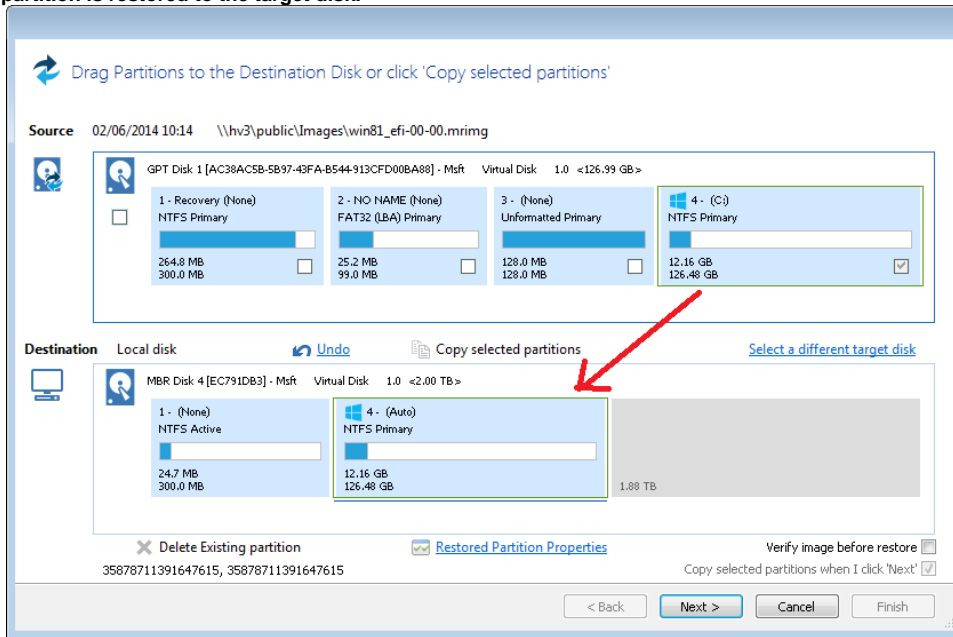 partition is restored to the target disk.
Drag Partitions to the Destination Disk or click 'Copy selected partitions'
Source 02/06/2014 10:14 \\hv3\public\Images\win81_efi-00-00.mrimg
GPT Disk 1 [AC38AC5B-5B97-43FA-B544-913CFD00BA88] - Msft Virtual Disk 1.0 <126.99 GB>
1 - Recovery (None)
NTFS Primary
264.8 MB
300.0 MB
2 - NO NAME (None)
FAT32 (LBA) Primary
25.2 MB
99.0 MB
3 - (None)
Unformatted Primary
128.0 MB
128.0 MB
4 - (C:)
NTFS Primary
12.16 GB
126.48 GB
Destination Local disk Undo Copy selected partitions Select a different target disk
MBR Disk 4 [EC791DB3] - Msft Virtual Disk 1.0 <2.00 TB>
1 - (None)
NTFS Active
24.7 MB
300.0 MB
4 - (Auto)
NTFS Primary
12.16 GB
126.48 GB
1.88 TB
Delete Existing partition Restored Partition Properties Verify image before restore
35878711391647615, 35878711391647615 Copy selected partitions when I click 'Next'
< Back Next > Cancel Finish